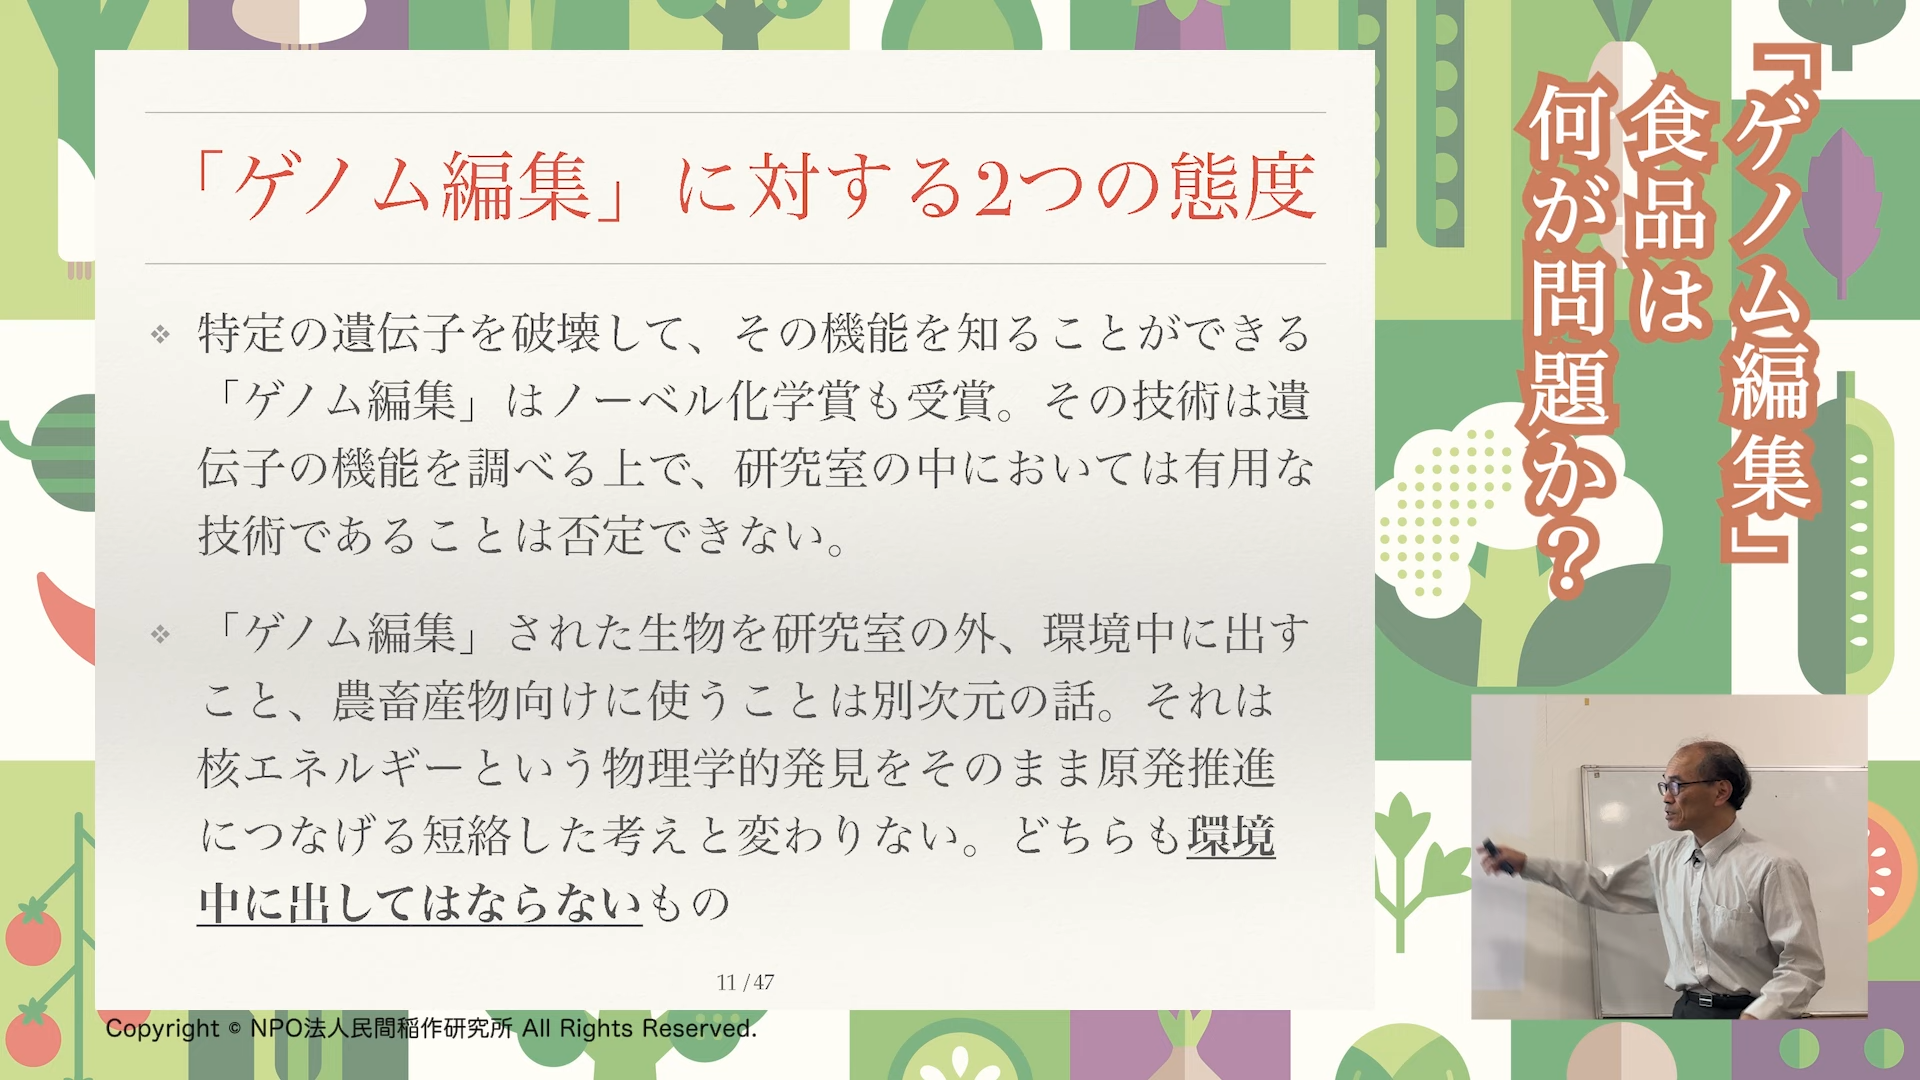 「ゲノム編集」に対する2つの態度
特定の遺伝子を破壊して、その機能を知ることができる
「ゲノム編集」はノーベル化学賞も受賞。その技術は遺
伝子の機能を調べる上で、研究室の中においては有用な
技術であることは否定できない。
「ゲノム編集」された生物を研究室の外、環境中に出す
こと、農畜産物向けに使うことは別次元の話。それは
核エネルギーという物理学的発見をそのまま原発推進
につなげる短絡した考えと変わりない。どちらも環境
中に出してはならないもの
11 / 47
『ゲノム編集』
食品は
何が問題か?
Copyright © NPO法人民間稲作研究所 All Rights Reserved.